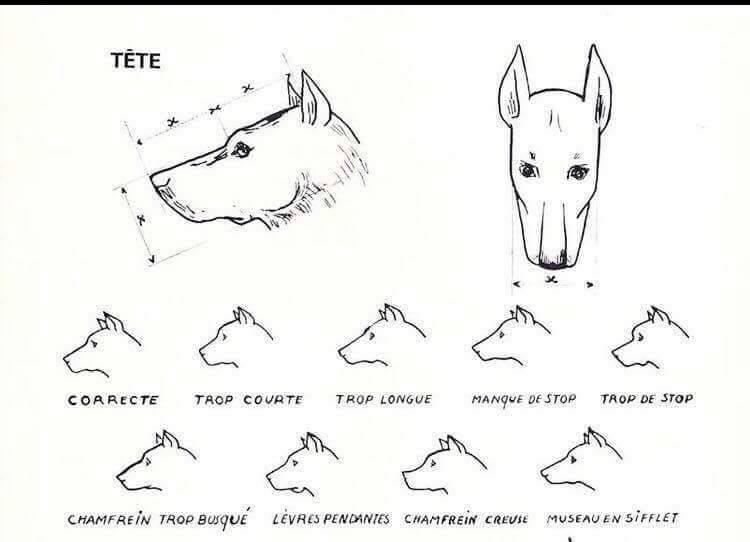 TÊTE
x x x
x
x
CORRECTE TROP COURTE TROP LONGUE MANQUE DE STOP TROP DE STOP
CHAMFREIN TROP BUSQUÉ LÈVRES PENDANTES CHAMFREIN CREUSE MUSEAU EN SIFFLET